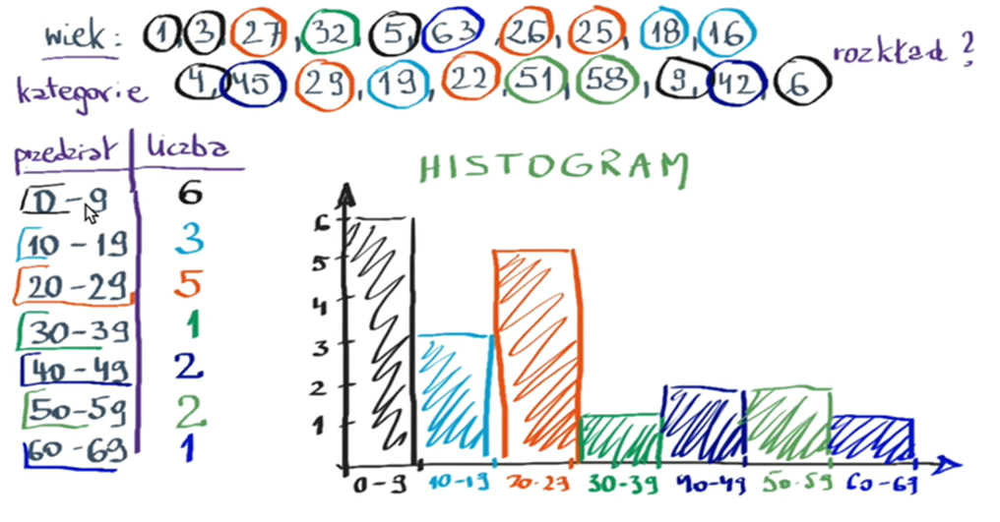 wiek: 1, 3, 27, 32, 5, 63, 26, 25, 18, 16
rozkład?
kategorie 4, 45, 29, 19, 22, 51, 58, 9, 42, 6
przedział liczba
0-9 6
10-19 3
20-29 5
30-39 1
40-49 2
50-59 2
60-69 1
HISTOGRAM
6
5
4
3
2
1
0-9 10-19 20-29 30-39 40-49 50-59 60-69